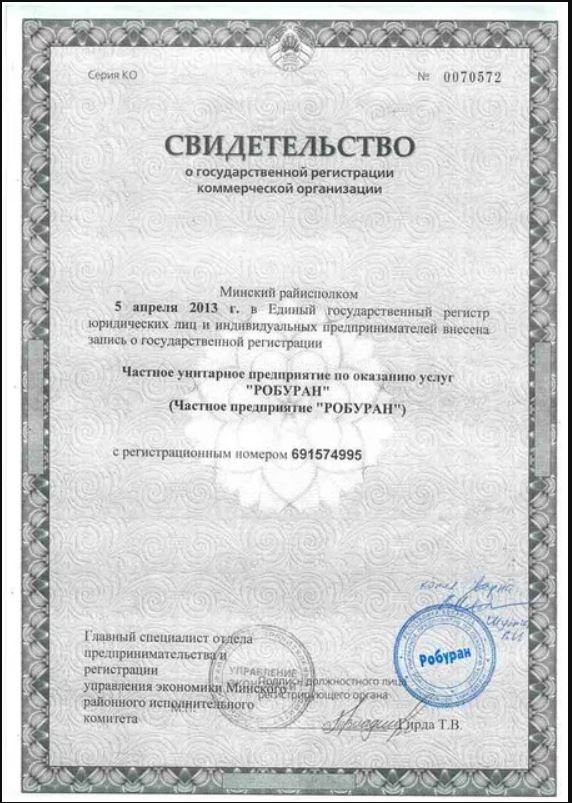 Серия КО
№ 0070572
СВИДЕТЕЛЬСТВО
о государственной регистрации
коммерческой организации
Минский райисполком
5 апреля 2013 г. в Единый государственный регистр
юридических лиц и индивидуальных предпринимателей внесена
запись о государственной регистрации
Частное унитарное предприятие по оказанию услуг
"РОБУРАН"
(Частное предприятие "РОБУРАН")
с регистрационным номером 691574995
Главный специалист отдела
предпринимательства и
регистрации
управления экономики Минского
районного исполнительного
комитета
М.П.
УПРАВЛЕНИЕ
ЭКОНОМИКИ
Подпись должностного лица
регистрирующего органа
Гирда Т.В.
Робуран